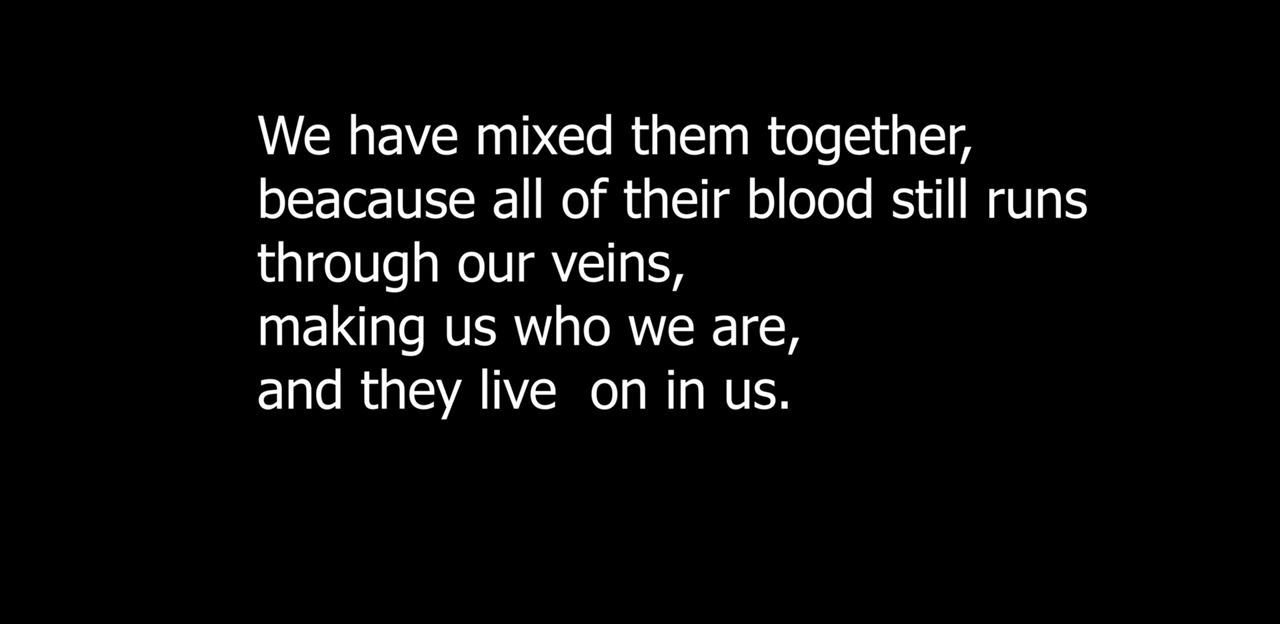 We have mixed them together,
beacause all of their blood still runs
through our veins,
making us who we are,
and they live  on in us.